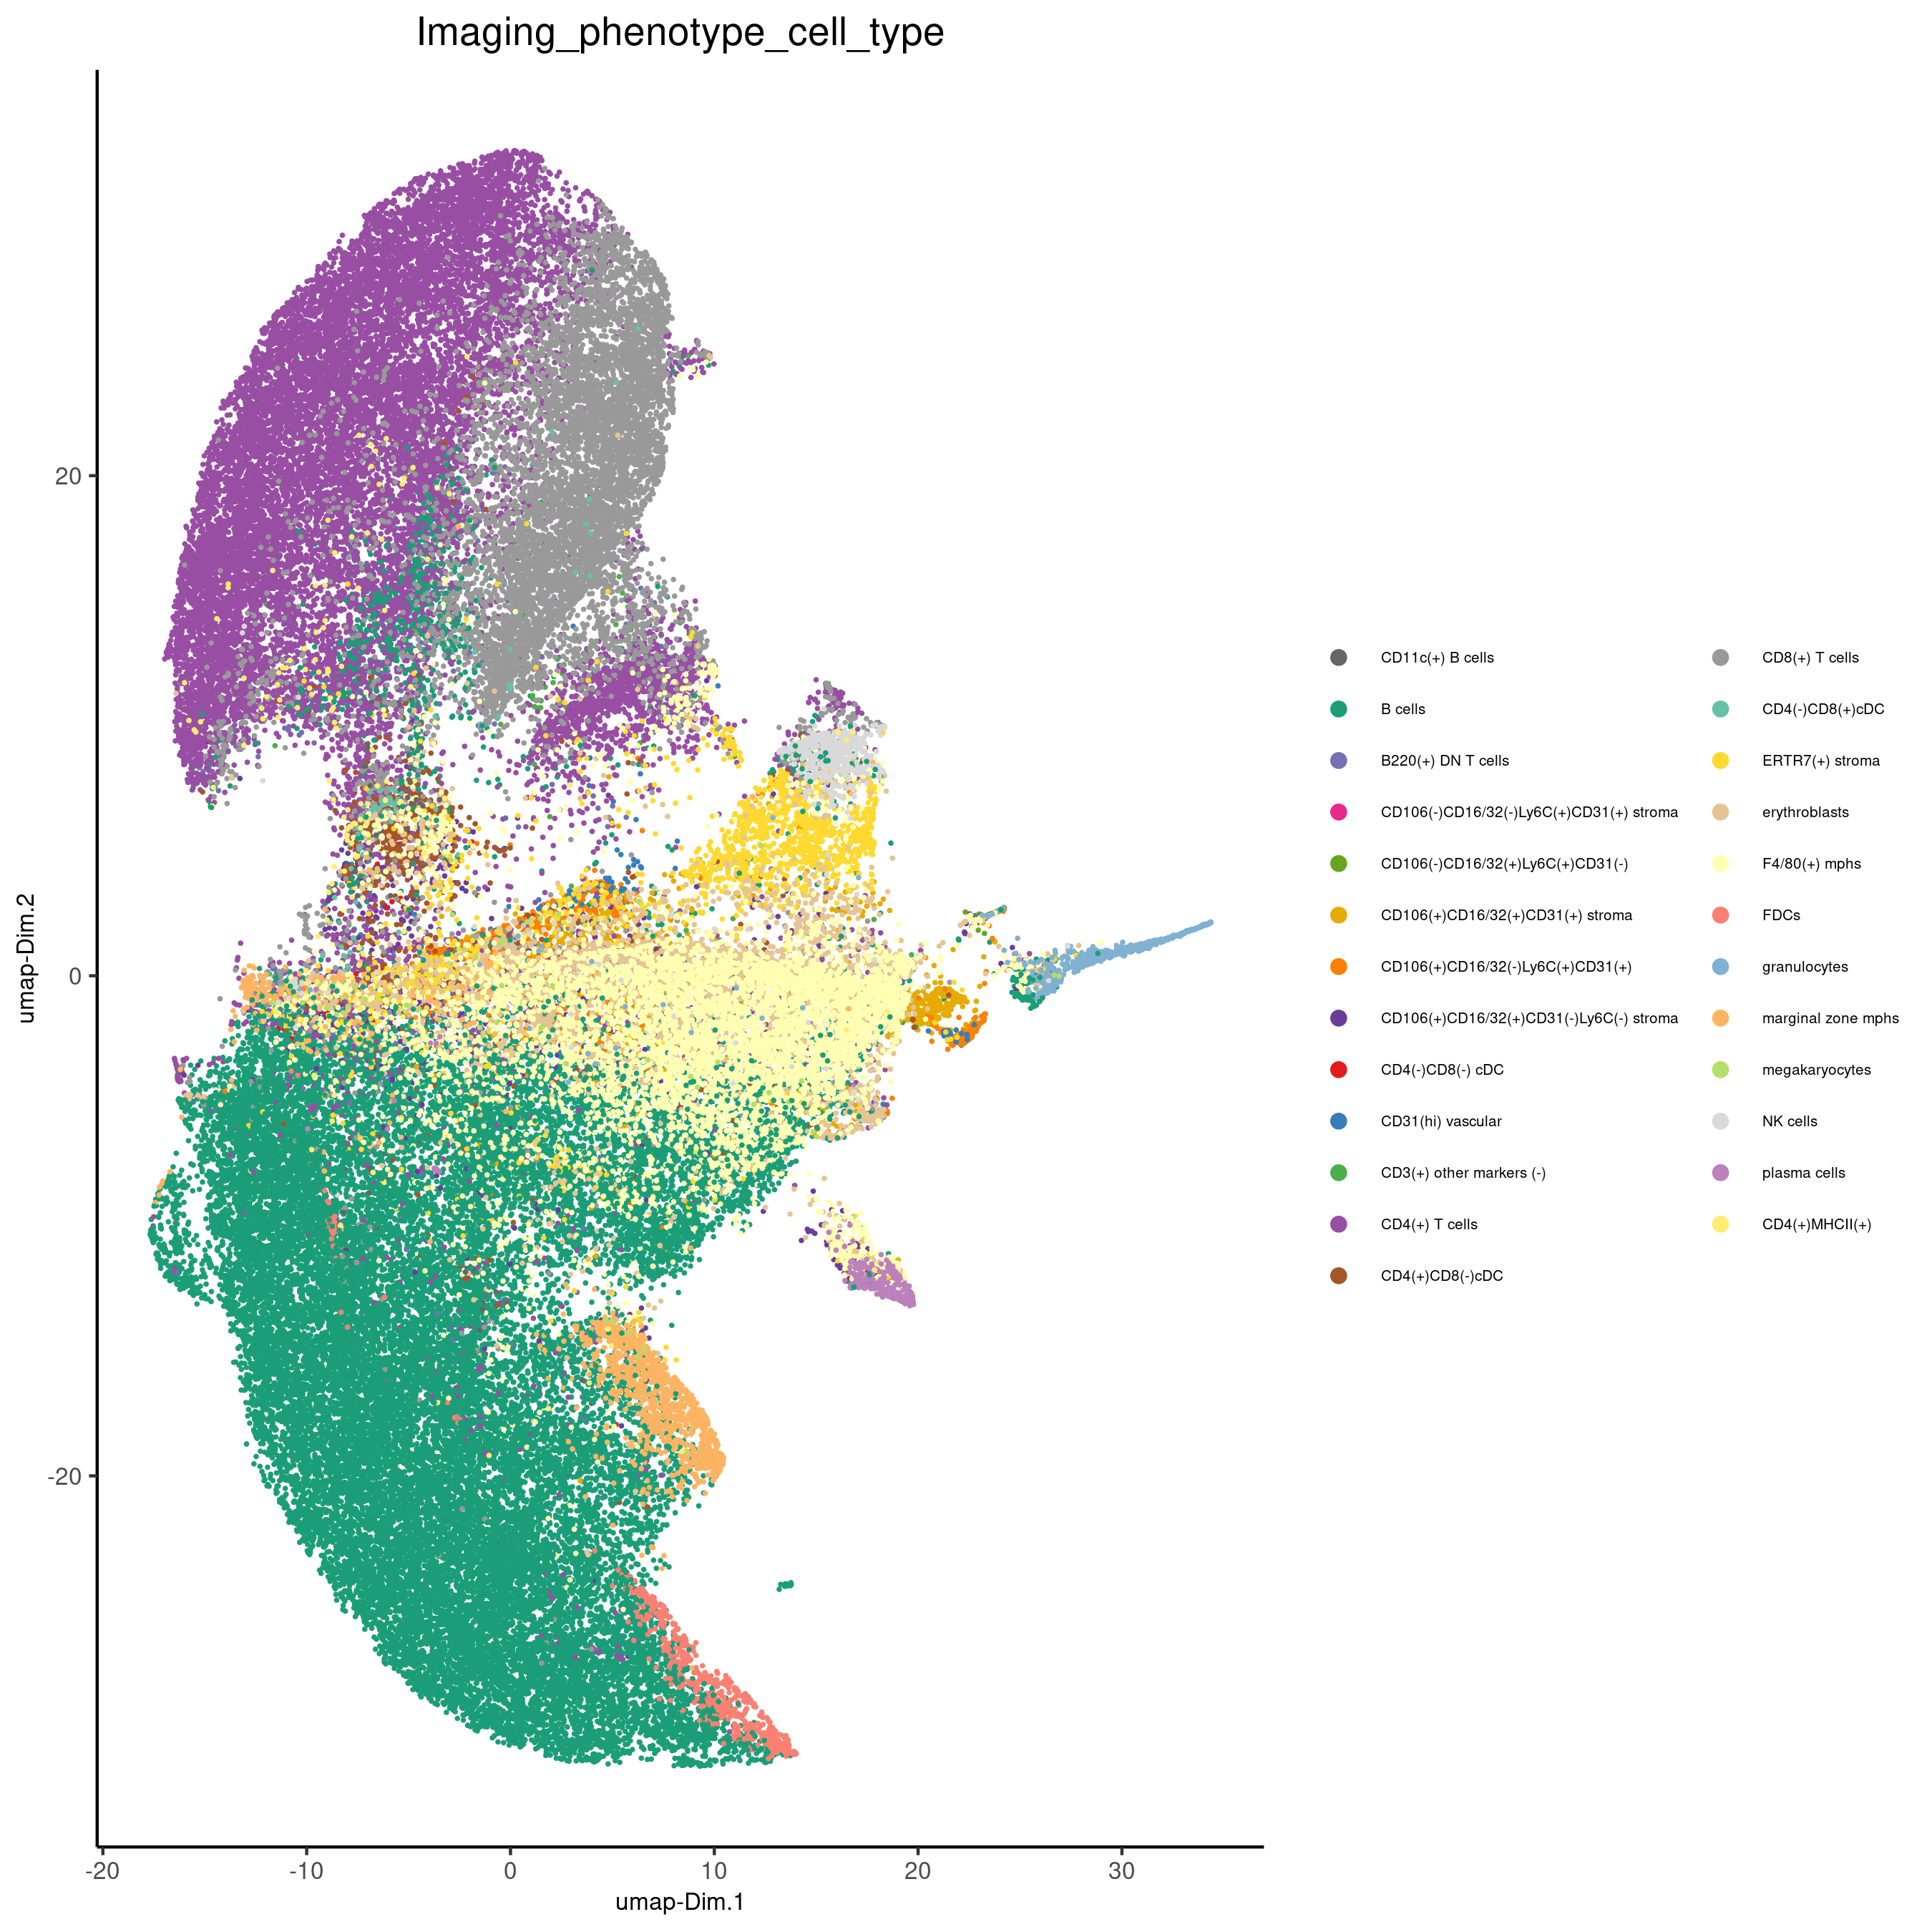 Imaging_phenotype_cell_type
umap-Dim.2
20
0
-20
-20
-10
0
10
20
30
umap-Dim.1
CD11c(+) B cells
B cells
B220(+) DN T cells
CD106(-)CD16/32(-)Ly6C(+)CD31(+) stroma
CD106(-)CD16/32(+)Ly6C(+)CD31(-)
CD106(+)CD16/32(+)CD31(+) stroma
CD106(+)CD16/32(-)Ly6C(+)CD31(+)
CD106(+)CD16/32(+)CD31(-)Ly6C(-) stroma
CD4(-)CD8(-) cDC
CD31(hi) vascular
CD3(+) other markers (-)
CD4(+) T cells
CD4(+)CD8(-)cDC
CD8(+) T cells
CD4(-)CD8(+)cDC
ERTR7(+) stroma
erythroblasts
F4/80(+) mphs
FDCs
granulocytes
marginal zone mphs
megakaryocytes
NK cells
plasma cells
CD4(+)MHCII(+)